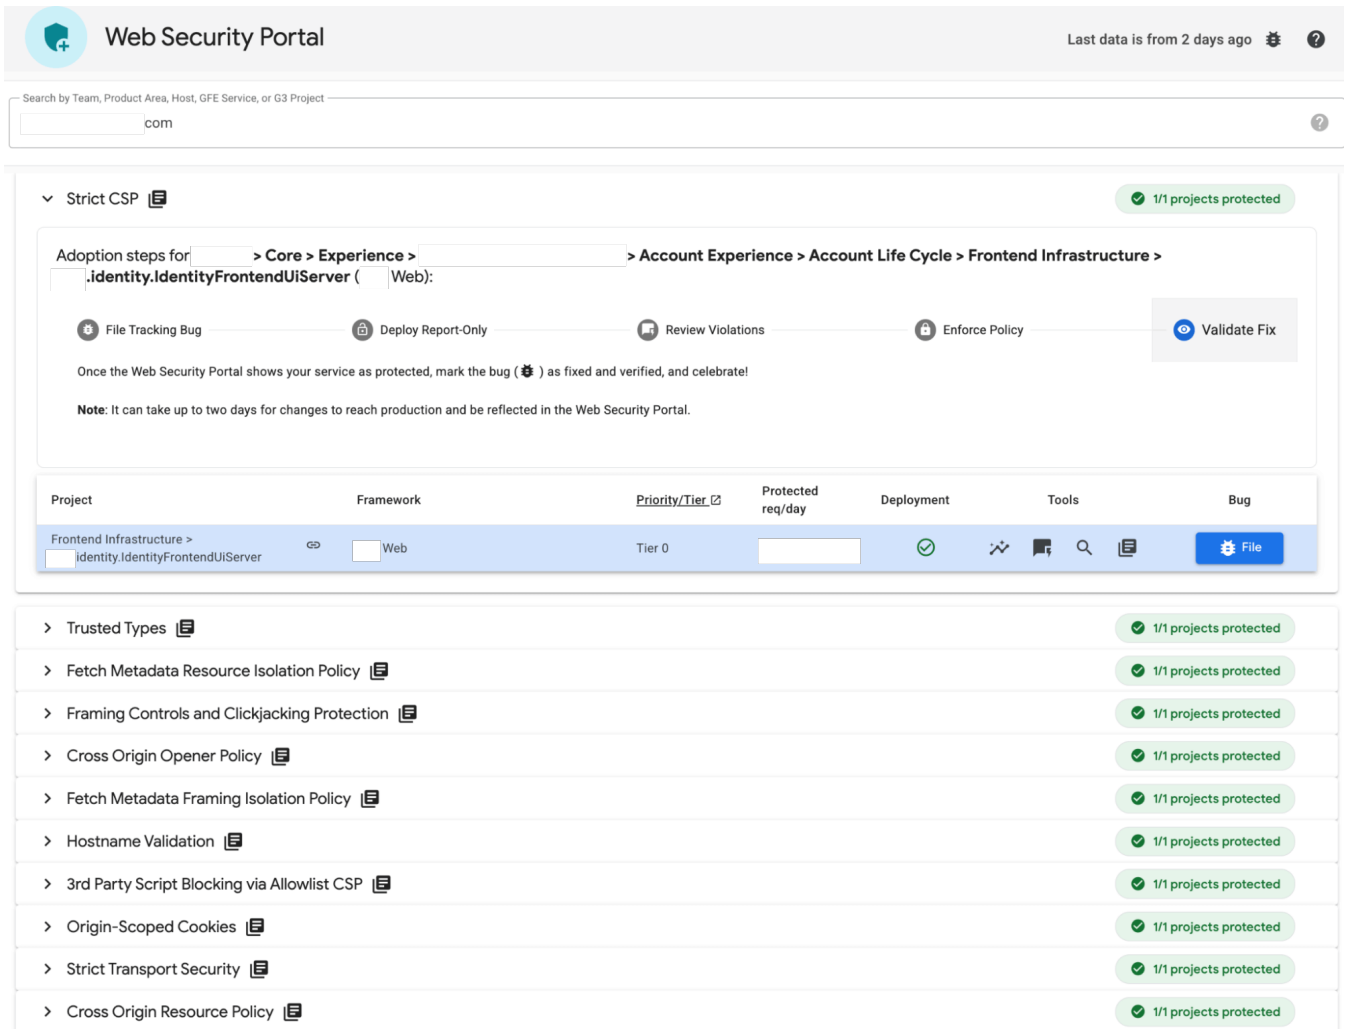 Web Security Portal
Last data is from 2 days ago
Search by Team, Product Area, Host, GFE Service, or G3 Project
com
Strict CSP
1/1 projects protected
Adoption steps for > Core > Experience > > Account Experience > Account Life Cycle > Frontend Infrastructure >
.identity.IdentityFrontendUiServer ( Web):
File Tracking Bug
Deploy Report-Only
Review Violations
Enforce Policy
Validate Fix
Once the Web Security Portal shows your service as protected, mark the bug ( ) as fixed and verified, and celebrate!
Note: It can take up to two days for changes to reach production and be reflected in the Web Security Portal.
Project
Framework
Priority/Tier
Protected
req/day
Deployment
Tools
Bug
Frontend Infrastructure >
identity.IdentityFrontendUiServer
Web
Tier 0
File
Trusted Types
1/1 projects protected
Fetch Metadata Resource Isolation Policy
1/1 projects protected
Framing Controls and Clickjacking Protection
1/1 projects protected
Cross Origin Opener Policy
1/1 projects protected
Fetch Metadata Framing Isolation Policy
1/1 projects protected
Hostname Validation
1/1 projects protected
3rd Party Script Blocking via Allowlist CSP
1/1 projects protected
Origin-Scoped Cookies
1/1 projects protected
Strict Transport Security
1/1 projects protected
Cross Origin Resource Policy
1/1 projects protected